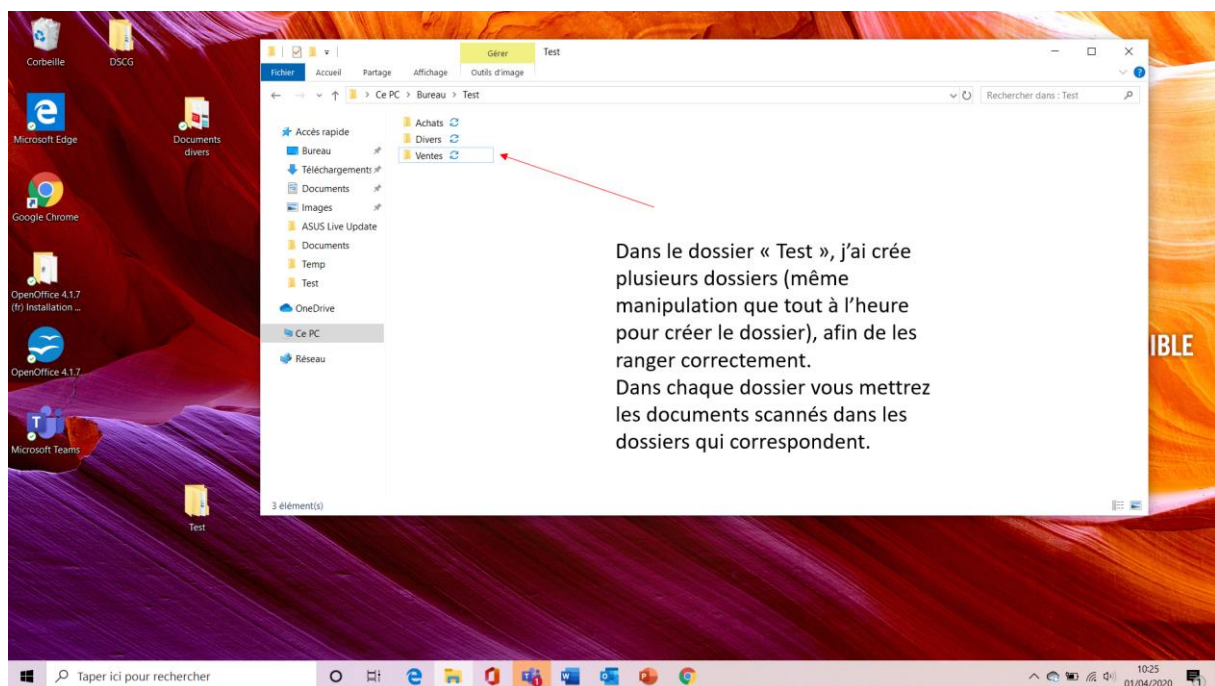 Corbeille
DSCG
Microsoft Edge
Documents
divers
Google Chrome
OpenOffice 4.1.7
(fr) Installation ...
OpenOffice 4.1.7
Microsoft Teams
Test
Gérer
Test
Fichier
Accueil
Partage
Affichage
Outils d'image
> Ce PC > Bureau > Test
Rechercher dans : Test
Accès rapide
Bureau
Téléchargements
Documents
Images
ASUS Live Update
Documents
Temp
Test
OneDrive
Ce PC
Réseau
Achats
Divers
Ventes
Dans le dossier « Test », j’ai crée
plusieurs dossiers (même
manipulation que tout à l’heure
pour créer le dossier), afin de les
ranger correctement.
Dans chaque dossier vous mettrez
les documents scannés dans les
dossiers qui correspondent.
3 élément(s)
IBLE
Taper ici pour rechercher
10:25
01/04/2020